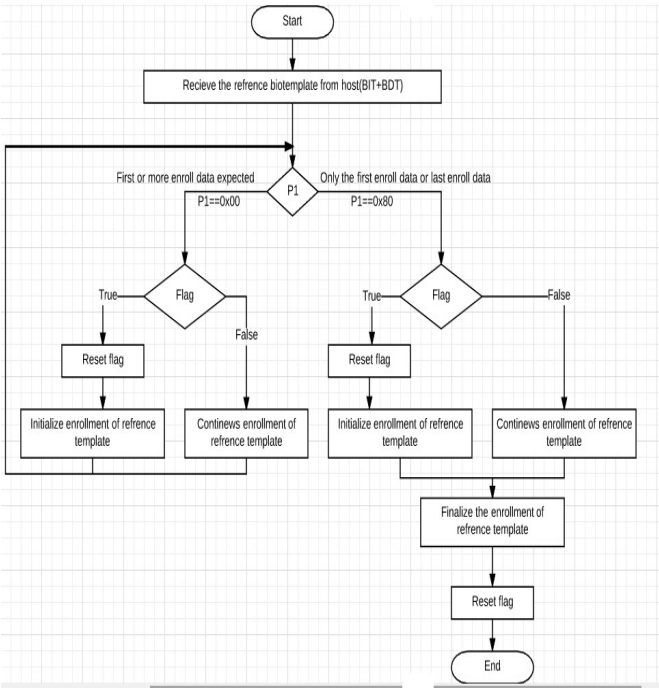 Start
Recieve the refrence biotemplate from host(BIT+BDT)
First or more enroll data expected
Only the first enroll data or last enroll data
P1
P1==0x00
P1==0x80
True
Flag
True
Flag
False
False
Reset flag
Reset flag
Initialize enrollment of refrence
template
Continews enrollment of
refrence template
Initialize enrollment of refrence
template
Continews enrollment of refrence
template
Finalize the enrollment of
refrence template
Reset flag
End